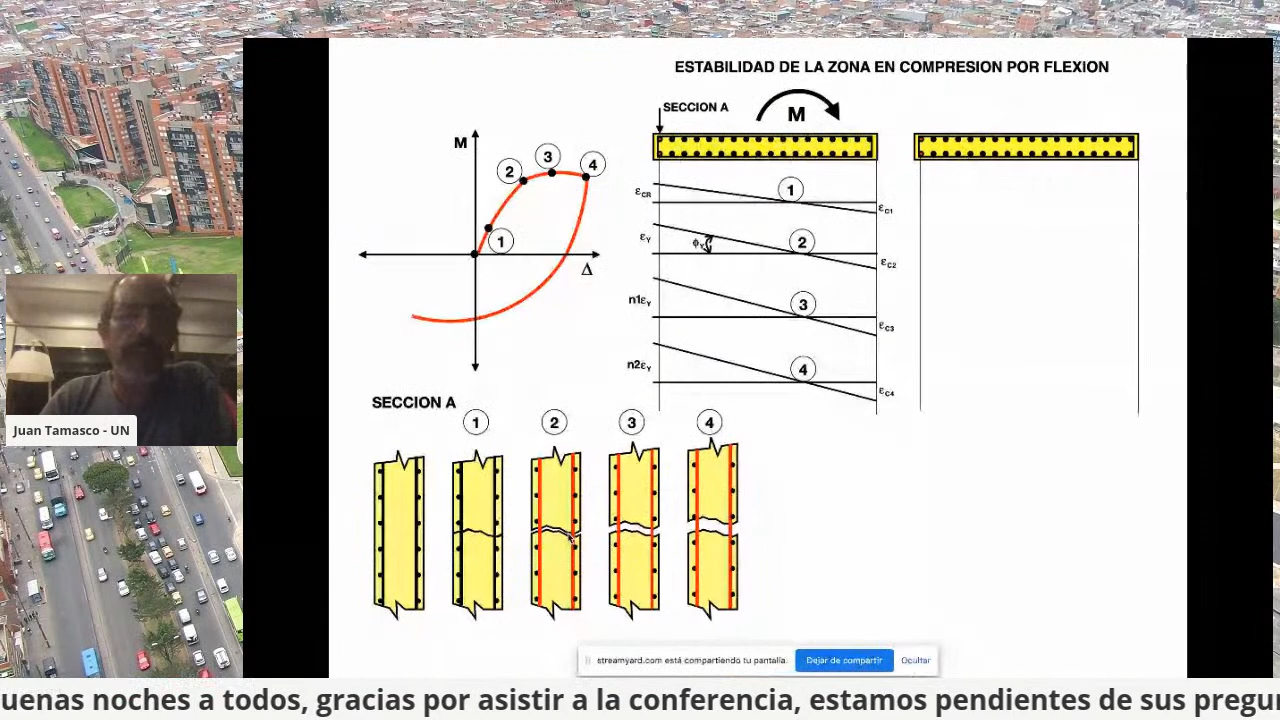 ESTABILIDAD DE LA ZONA EN COMPRESION POR FLEXION
SECCION A
M
M
1
2
3
4
Δ
εCR
1
εC1
εY
ϕY
2
εC2
n1εY
3
εC3
n2εY
4
εC4
SECCION A
1
2
3
4
Juan Tamasco - UN
streamyard.com está compartiendo tu pantalla.
Dejar de compartir
Ocultar
uenas noches a todos, gracias por asistir a la conferencia, estamos pendientes de sus pregu